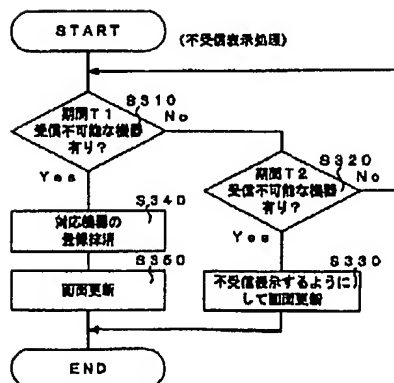 START
(不受信表示処理)
S310
期間T1
受信不可能な機器
有り?
No
Yes
S320
期間T2
受信不可能な機器
有り?
No
Yes
S340
対応機器の
登録抹消
S350
画面更新
S330
不受信表示するように
して画面更新
END